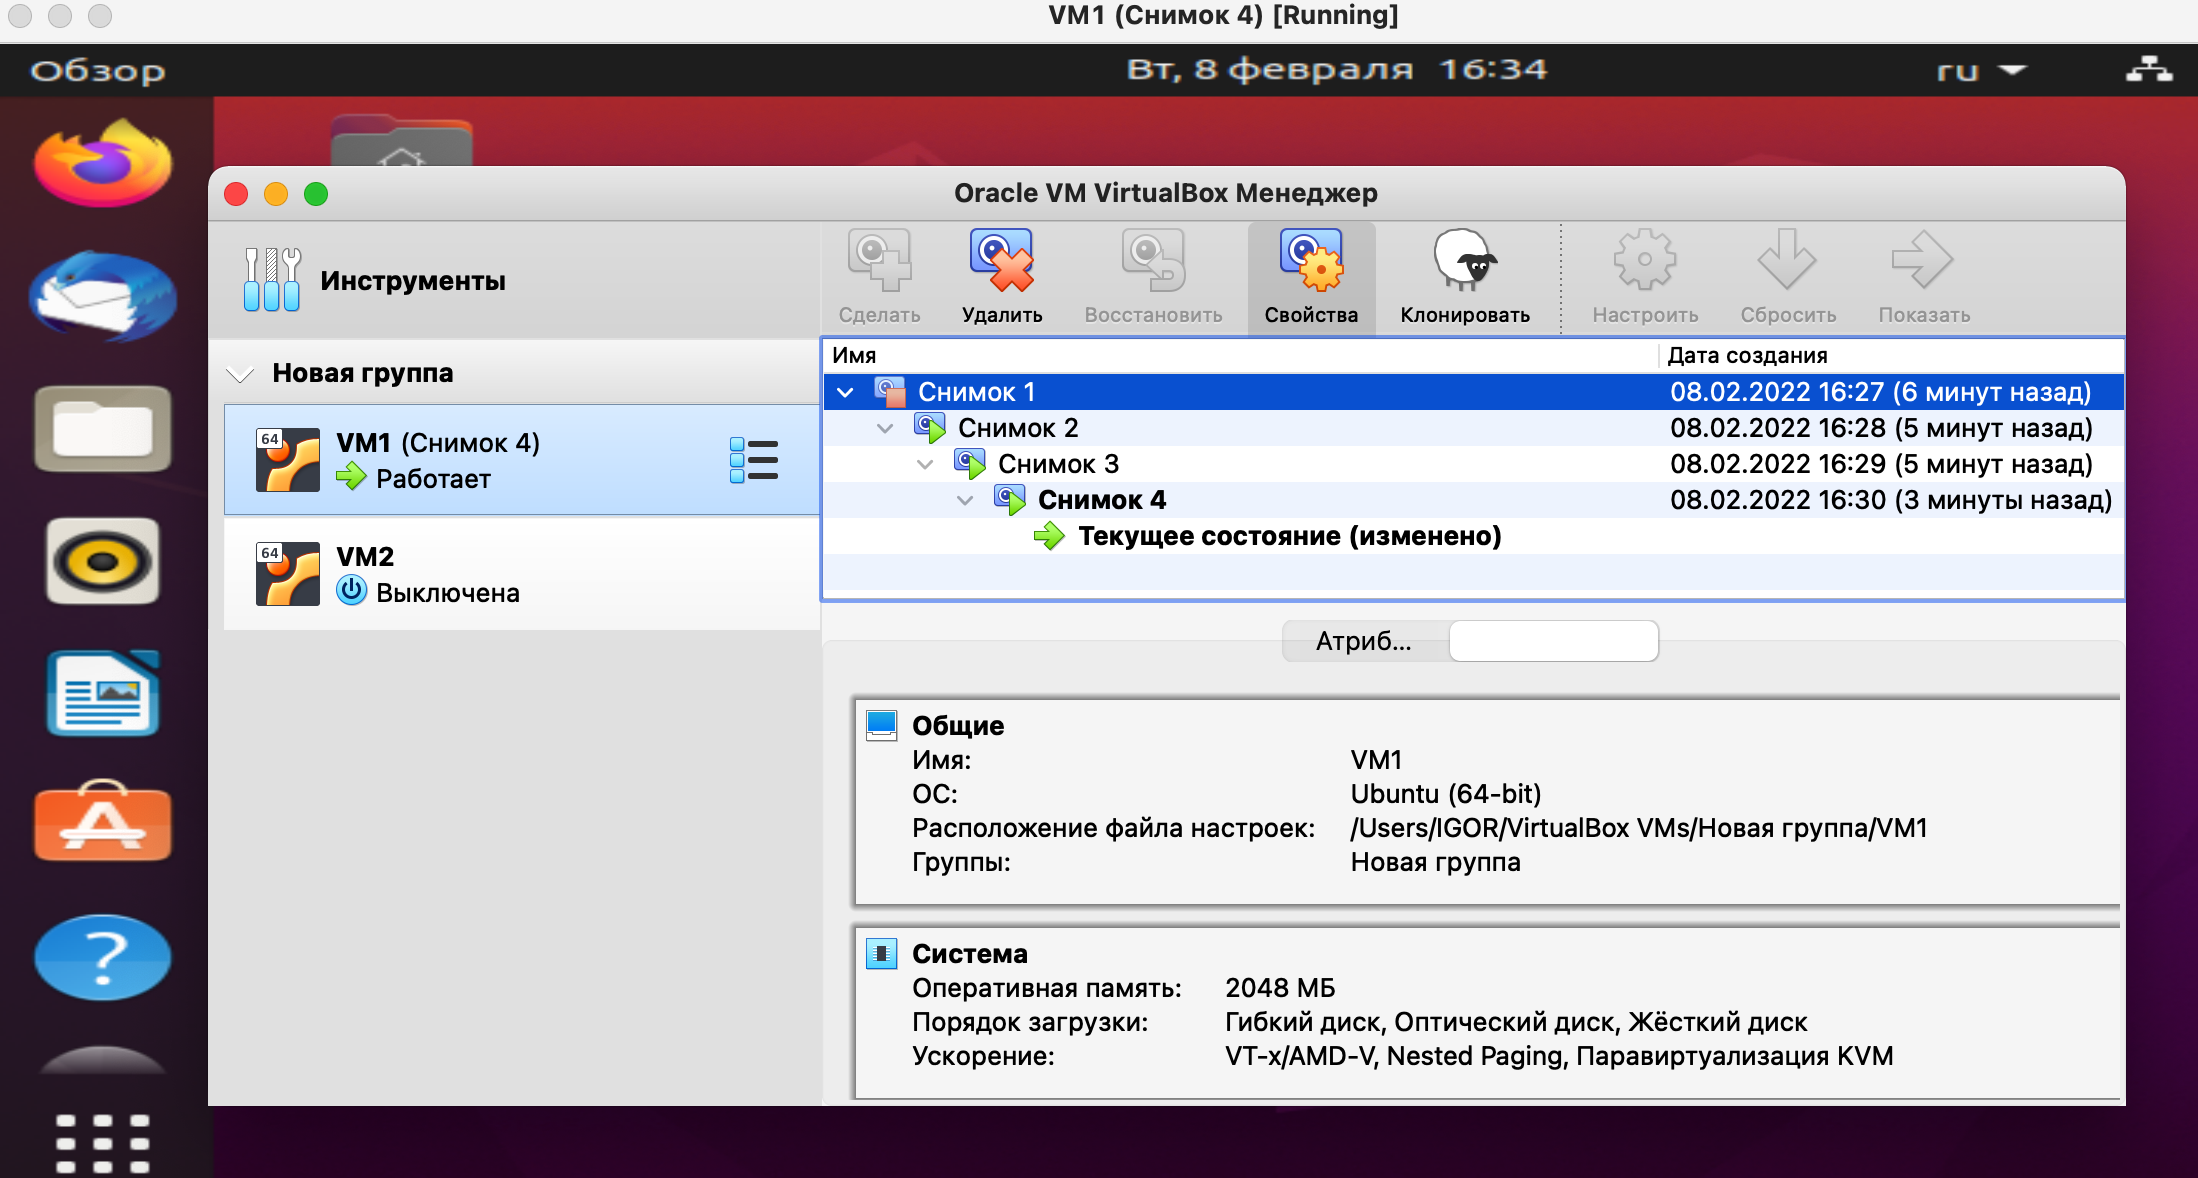 VM1 (Снимок 4) [Running]
Обзор
Вт, 8 февраля 16:34
ru
Oracle VM VirtualBox Менеджер
Инструменты
Сделать
Удалить
Восстановить
Свойства
Клонировать
Настроить
Сбросить
Показать
Новая группа
64
VM1 (Снимок 4)
Работает
64
VM2
Выключена
Имя
Дата создания
Снимок 1 08.02.2022 16:27 (6 минут назад)
Снимок 2 08.02.2022 16:28 (5 минут назад)
Снимок 3 08.02.2022 16:29 (5 минут назад)
Снимок 4 08.02.2022 16:30 (3 минуты назад)
Текущее состояние (изменено)
Атриб...
Общие
Имя: VM1
ОС: Ubuntu (64-bit)
Расположение файла настроек: /Users/IGOR/VirtualBox VMs/Новая группа/VM1
Группы: Новая группа
Система
Оперативная память: 2048 МБ
Порядок загрузки: Гибкий диск, Оптический диск, Жёсткий диск
Ускорение: VT-x/AMD-V, Nested Paging, Паравиртуализация KVM